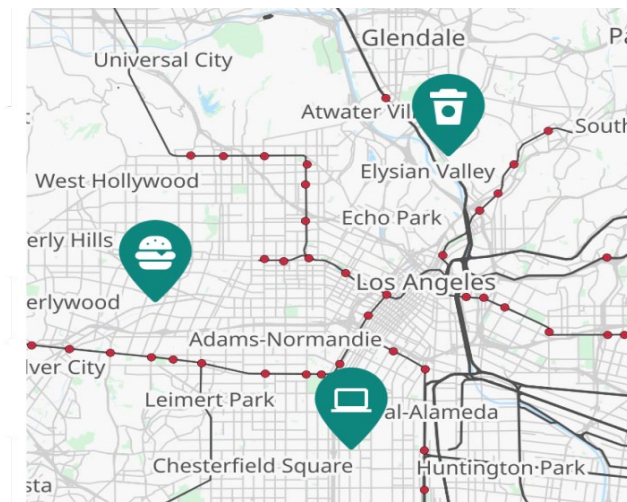 Glendale
Pa
Universal City
Atwater Vil
South
Elysian Valley
West Hollywood
Echo Park
erly Hills
Los Angeles
erlywood
Adams-Normandie
lver City
Leimert Park
al-Alameda
Chesterfield Square
Huntington Park
sta